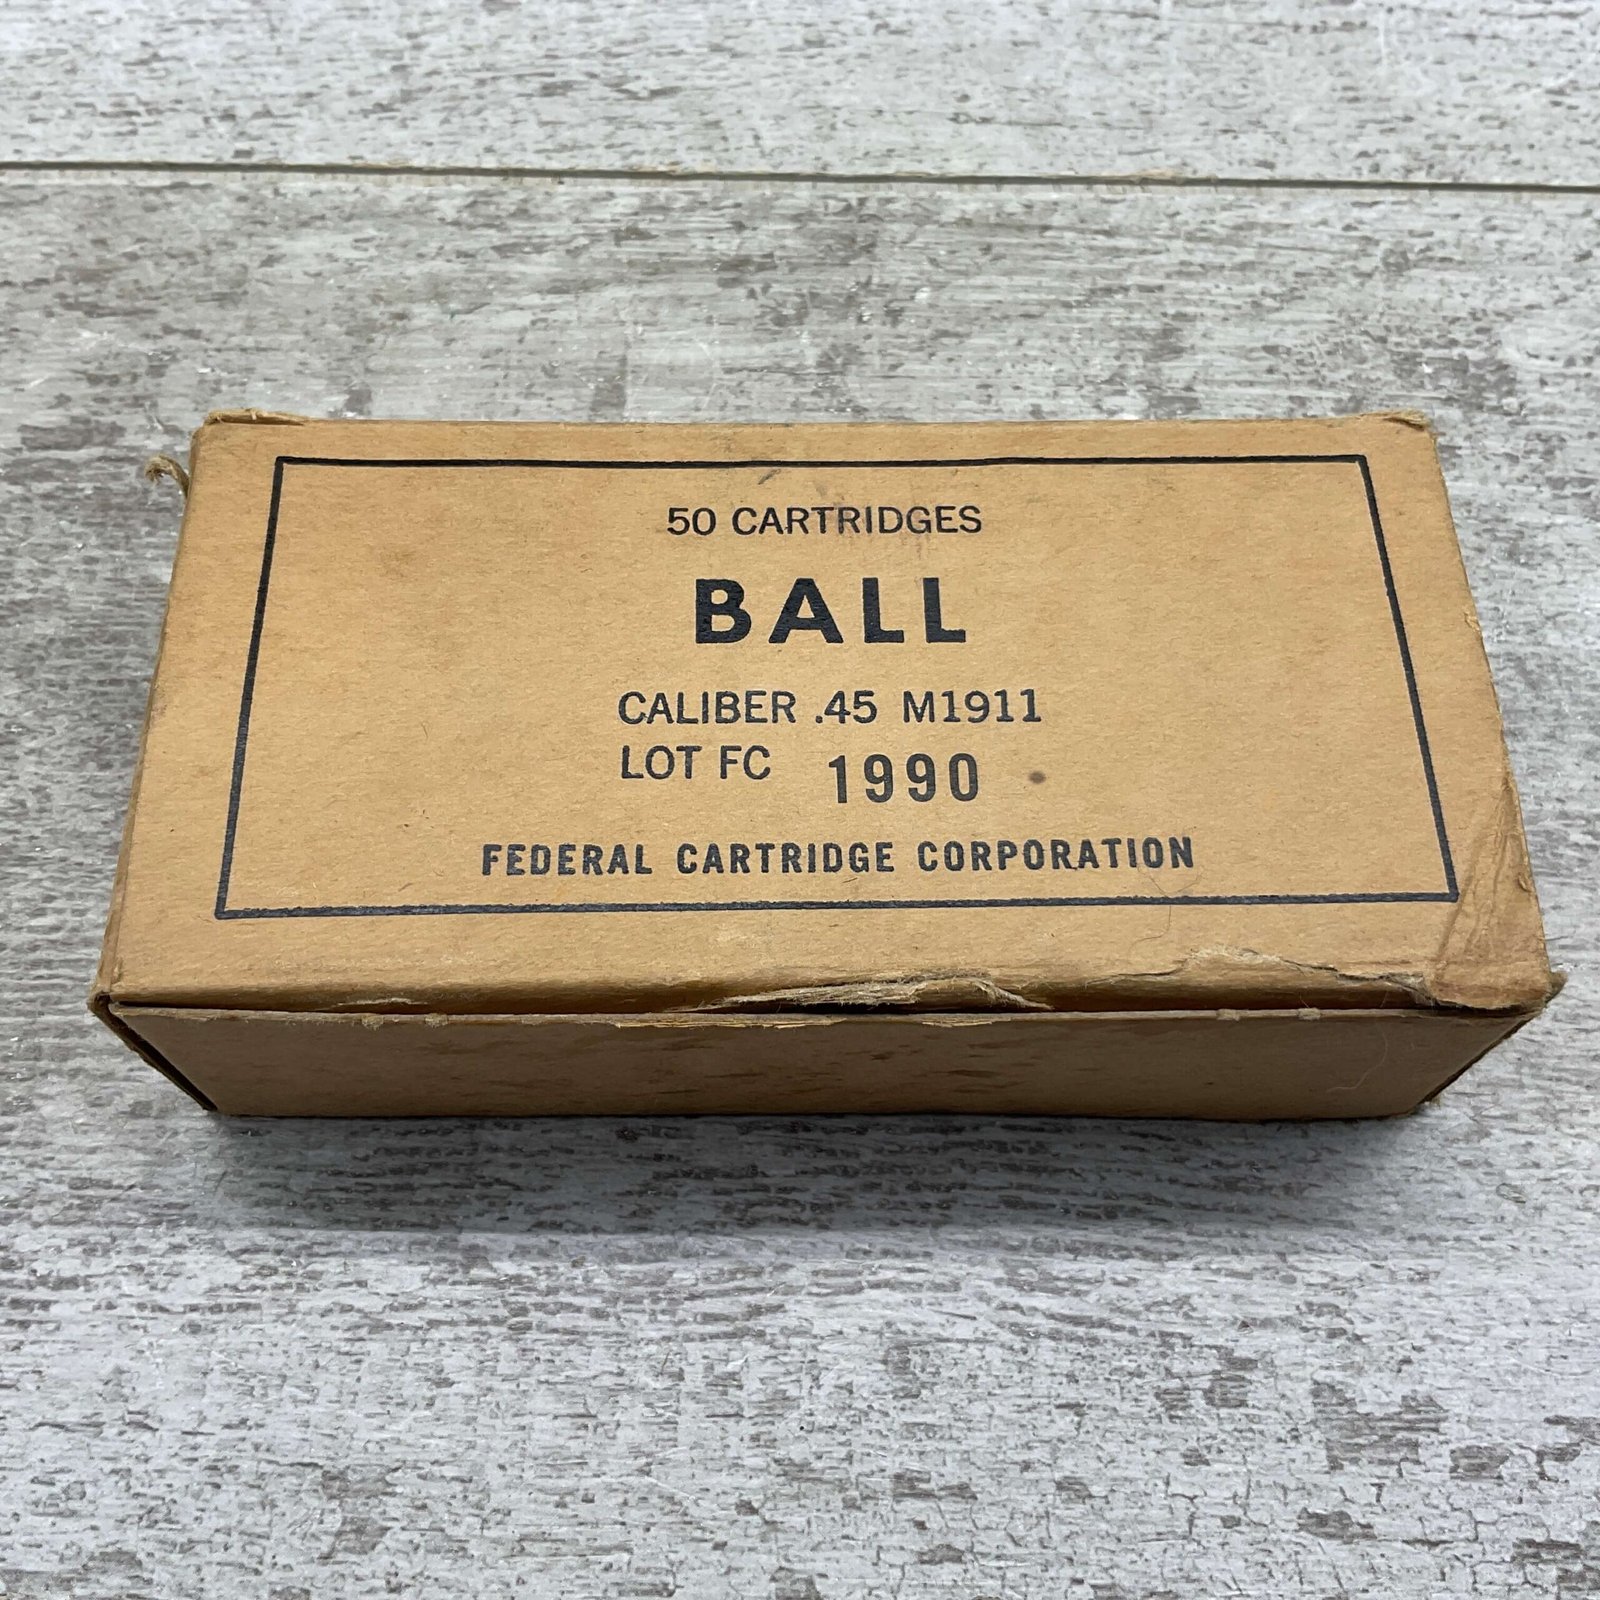 50 CARTRIDGES
BALL
CALIBER .45 M1911
LOT FC 1990
FEDERAL CARTRIDGE CORPORATION